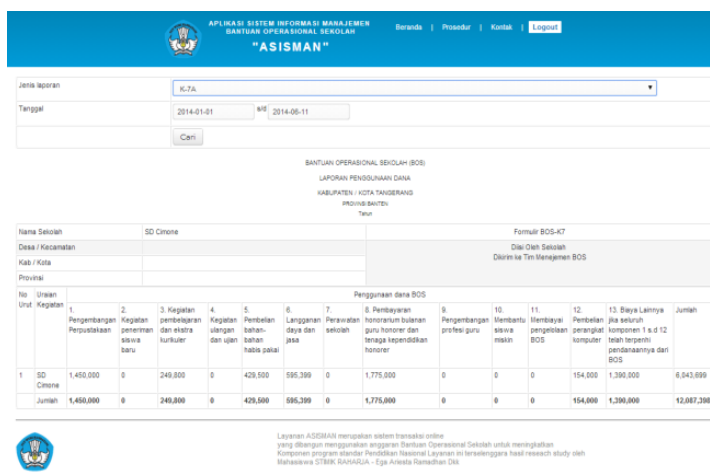 APLIKASI SISTEM INFORMASI MANAJEMEN
BANTUAN OPERASIONAL SEKOLAH
"ASISMAN"
Beranda | Prosedur | Kontak | Logout
Jenis laporan
K-7A
Tanggal
2014-01-01 s/d 2014-06-11
Cari
BANTUAN OPERASIONAL SEKOLAH (BOS)
LAPORAN PENGGUNAAN DANA
KABUPATEN / KOTA TANGERANG
PROVINSI BANTEN
Tahun
Nama Sekolah SD Cimone Formulir BOS-K7
Desa / Kecamatan Diisi Oleh Sekolah
Kab / Kota Dikirim ke Tim Menejemen BOS
Provinsi
No Urut
Uraian Kegiatan
Penggunaan dana BOS
1. Pengembangan Perpustakaan
2. Kegiatan peneriman siswa baru
3. Kegiatan pembelajaran dan ekstra kurikuler
4. Kegiatan ulangan dan ujian
5. Pembelian bahan-bahan habis pakai
6. Langganan daya dan jasa
7. Perawatan sekolah
8. Pembayaran honorarium bulanan guru honorer dan tenaga kependidikan honorer
9. Pengembangan profesi guru
10. Membantu siswa miskin
11. Membiayai pengelolaan BOS
12. Pembelian perangkat komputer
13. Biaya Lainnya jika seluruh komponen 1 s.d 12 telah terpenhi pendanaannya dari BOS
Jumlah
1 SD Cimone 1,450,000 0 249,800 0 429,500 595,399 0 1,775,000 0 0 0 154,000 1,390,000 6,043,699
Jumlah 1,450,000 0 249,800 0 429,500 595,399 0 1,775,000 0 0 0 154,000 1,390,000 12,087,398
Layanan ASISMAN merupakan sistem transaksi online
yang dibangun menggunakan anggaran Bantuan Operasional Sekolah untuk meningkatkan
Komponen program standar Pendidikan Nasional Layanan ini terselenggara hasil reseach study oleh
Mahasiswa STMIK RAHARJA - Ega Ariesta Ramadhan Dkk